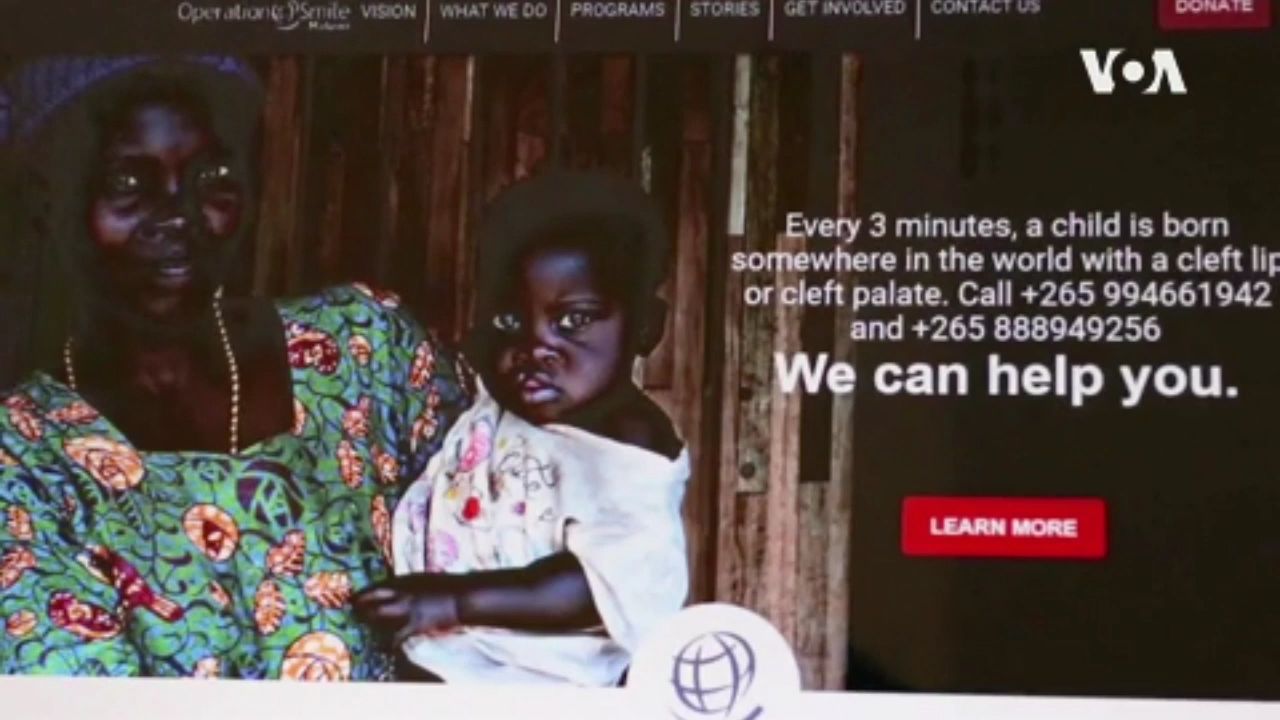 Operation Smile
VISION
WHAT WE DO
PROGRAMS
STORIES
GET INVOLVED
CONTACT US
DONATE
VOA
Every 3 minutes, a child is born
somewhere in the world with a cleft lip
or cleft palate. Call +265 994661942
and +265 888949256
We can help you.
LEARN MORE